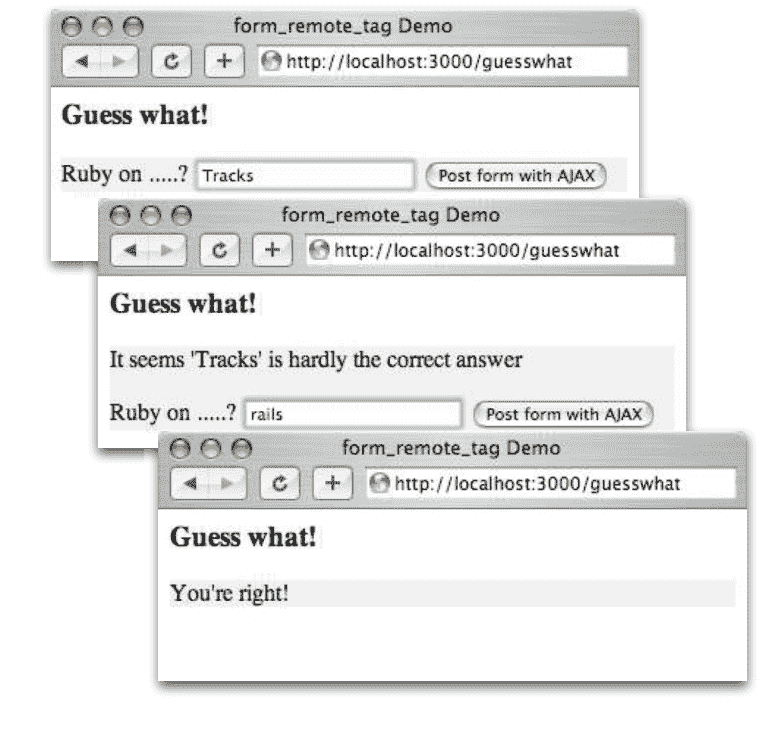 form_remote_tag Demo
http://localhost:3000/guesswhat
Guess what!
Ruby on .....? Tracks Post form with AJAX
form_remote_tag Demo
http://localhost:3000/guesswhat
Guess what!
It seems 'Tracks' is hardly the correct answer
Ruby on .....? rails Post form with AJAX
form_remote_tag Demo
http://localhost:3000/guesswhat
Guess what!
You're right!